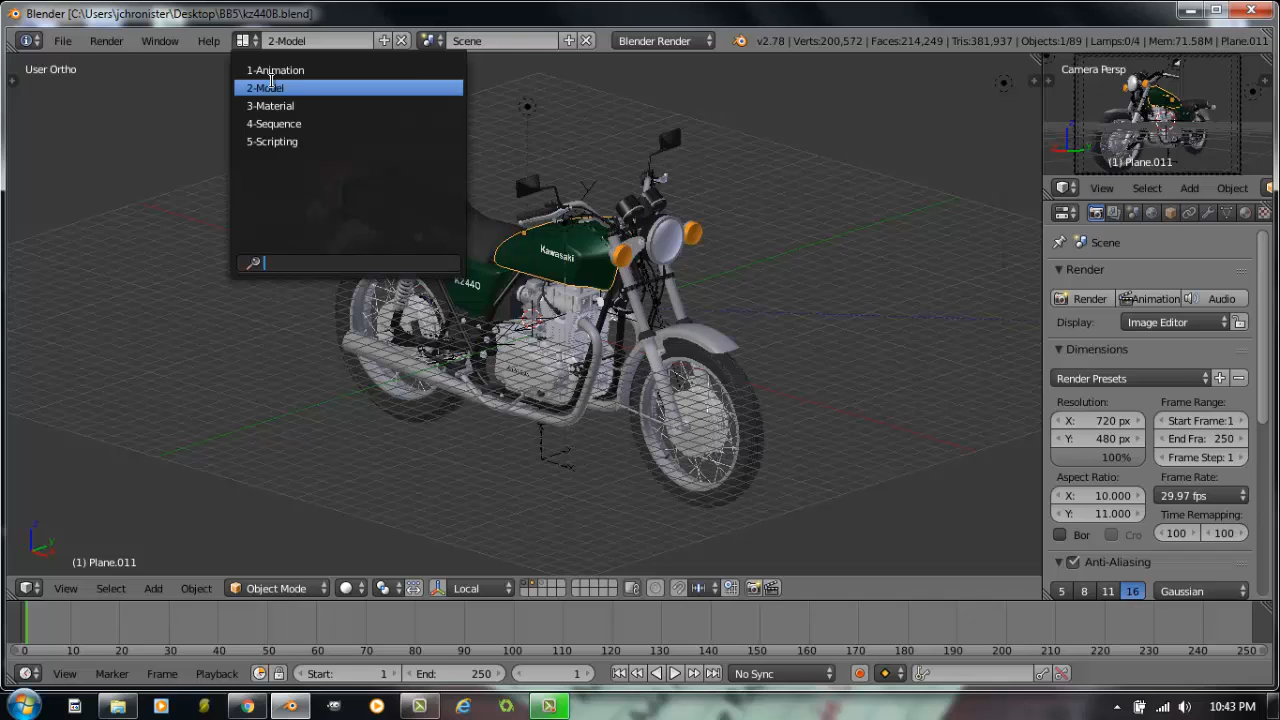 Blender [C:\Users\jchronister\Desktop\BB5\kz440B.blend]
File Render Window Help 2-Model Scene Blender Render v2.78 | Verts:200,572 | Faces:214,249 | Tris:381,937 | Objects:1/89 | Lamps:0/4 | Mem:71.58M | Plane.011
User Ortho
1-Animation
2-Model
3-Material
4-Sequence
5-Scripting
Kawasaki
KZ440
(1) Plane.011
Camera Persp
(1) Plane.011
View Select Add Object
Scene
Render
Render Animation Audio
Display: Image Editor
Dimensions
Render Presets
Resolution: Frame Range:
X: 720 px Start Frame:1
Y: 480 px End Fra: 250
100% Frame Step: 1
Aspect Ratio: Frame Rate:
X: 10.000 29.97 fps
Y: 11.000 Time Remapping:
Bor Cro 100 100
Anti-Aliasing
5 8 11 16 Gaussian
View Select Add Object Object Mode Local
0 10 20 30 40 50 60 70 80 90 100 110 120 130 140 150 160 170 180 190 200 210 220 230 240 250
View Marker Frame Playback Start: 1 End: 250 1 No Sync
10:43 PM